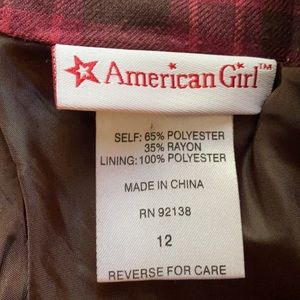 American Girl™
SELF: 65% POLYESTER
35% RAYON
LINING: 100% POLYESTER
MADE IN CHINA
RN 92138
12
REVERSE FOR CARE